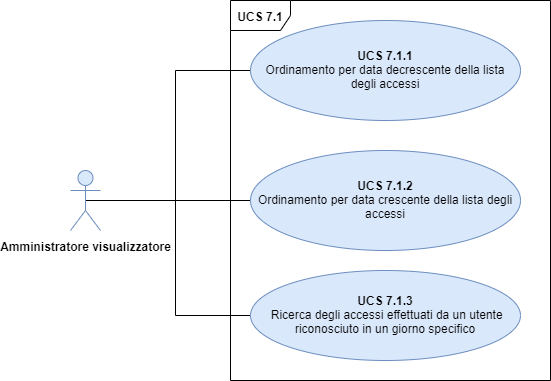 UCS 7.1
UCS 7.1.1
Ordinamento per data decrescente della lista
degli accessi
UCS 7.1.2
Ordinamento per data crescente della lista degli
accessi
Amministratore visualizzatore
UCS 7.1.3
Ricerca degli accessi effettuati da un utente
riconosciuto in un giorno specifico